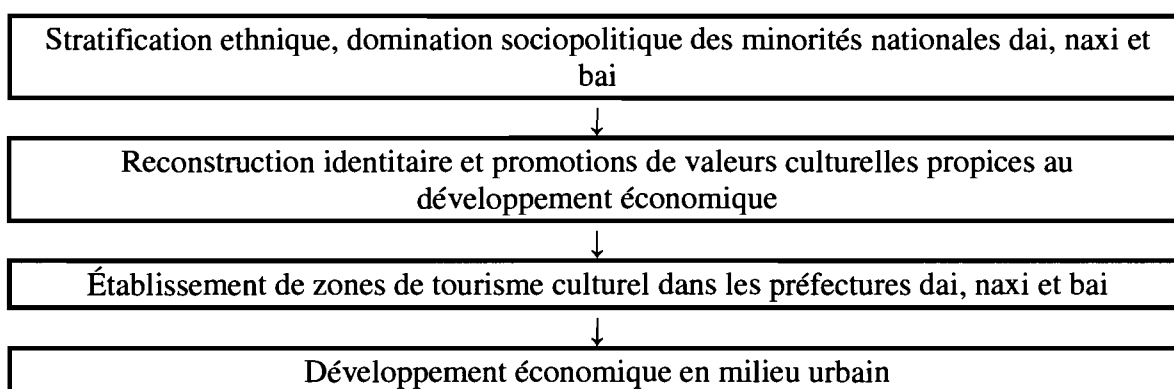 Stratification ethnique, domination sociopolitique des minorités nationales dai, naxi et
bai
↓
Reconstruction identitaire et promotions de valeurs culturelles propices au
développement économique
↓
Établissement de zones de tourisme culturel dans les préfectures dai, naxi et bai
↓
Développement économique en milieu urbain